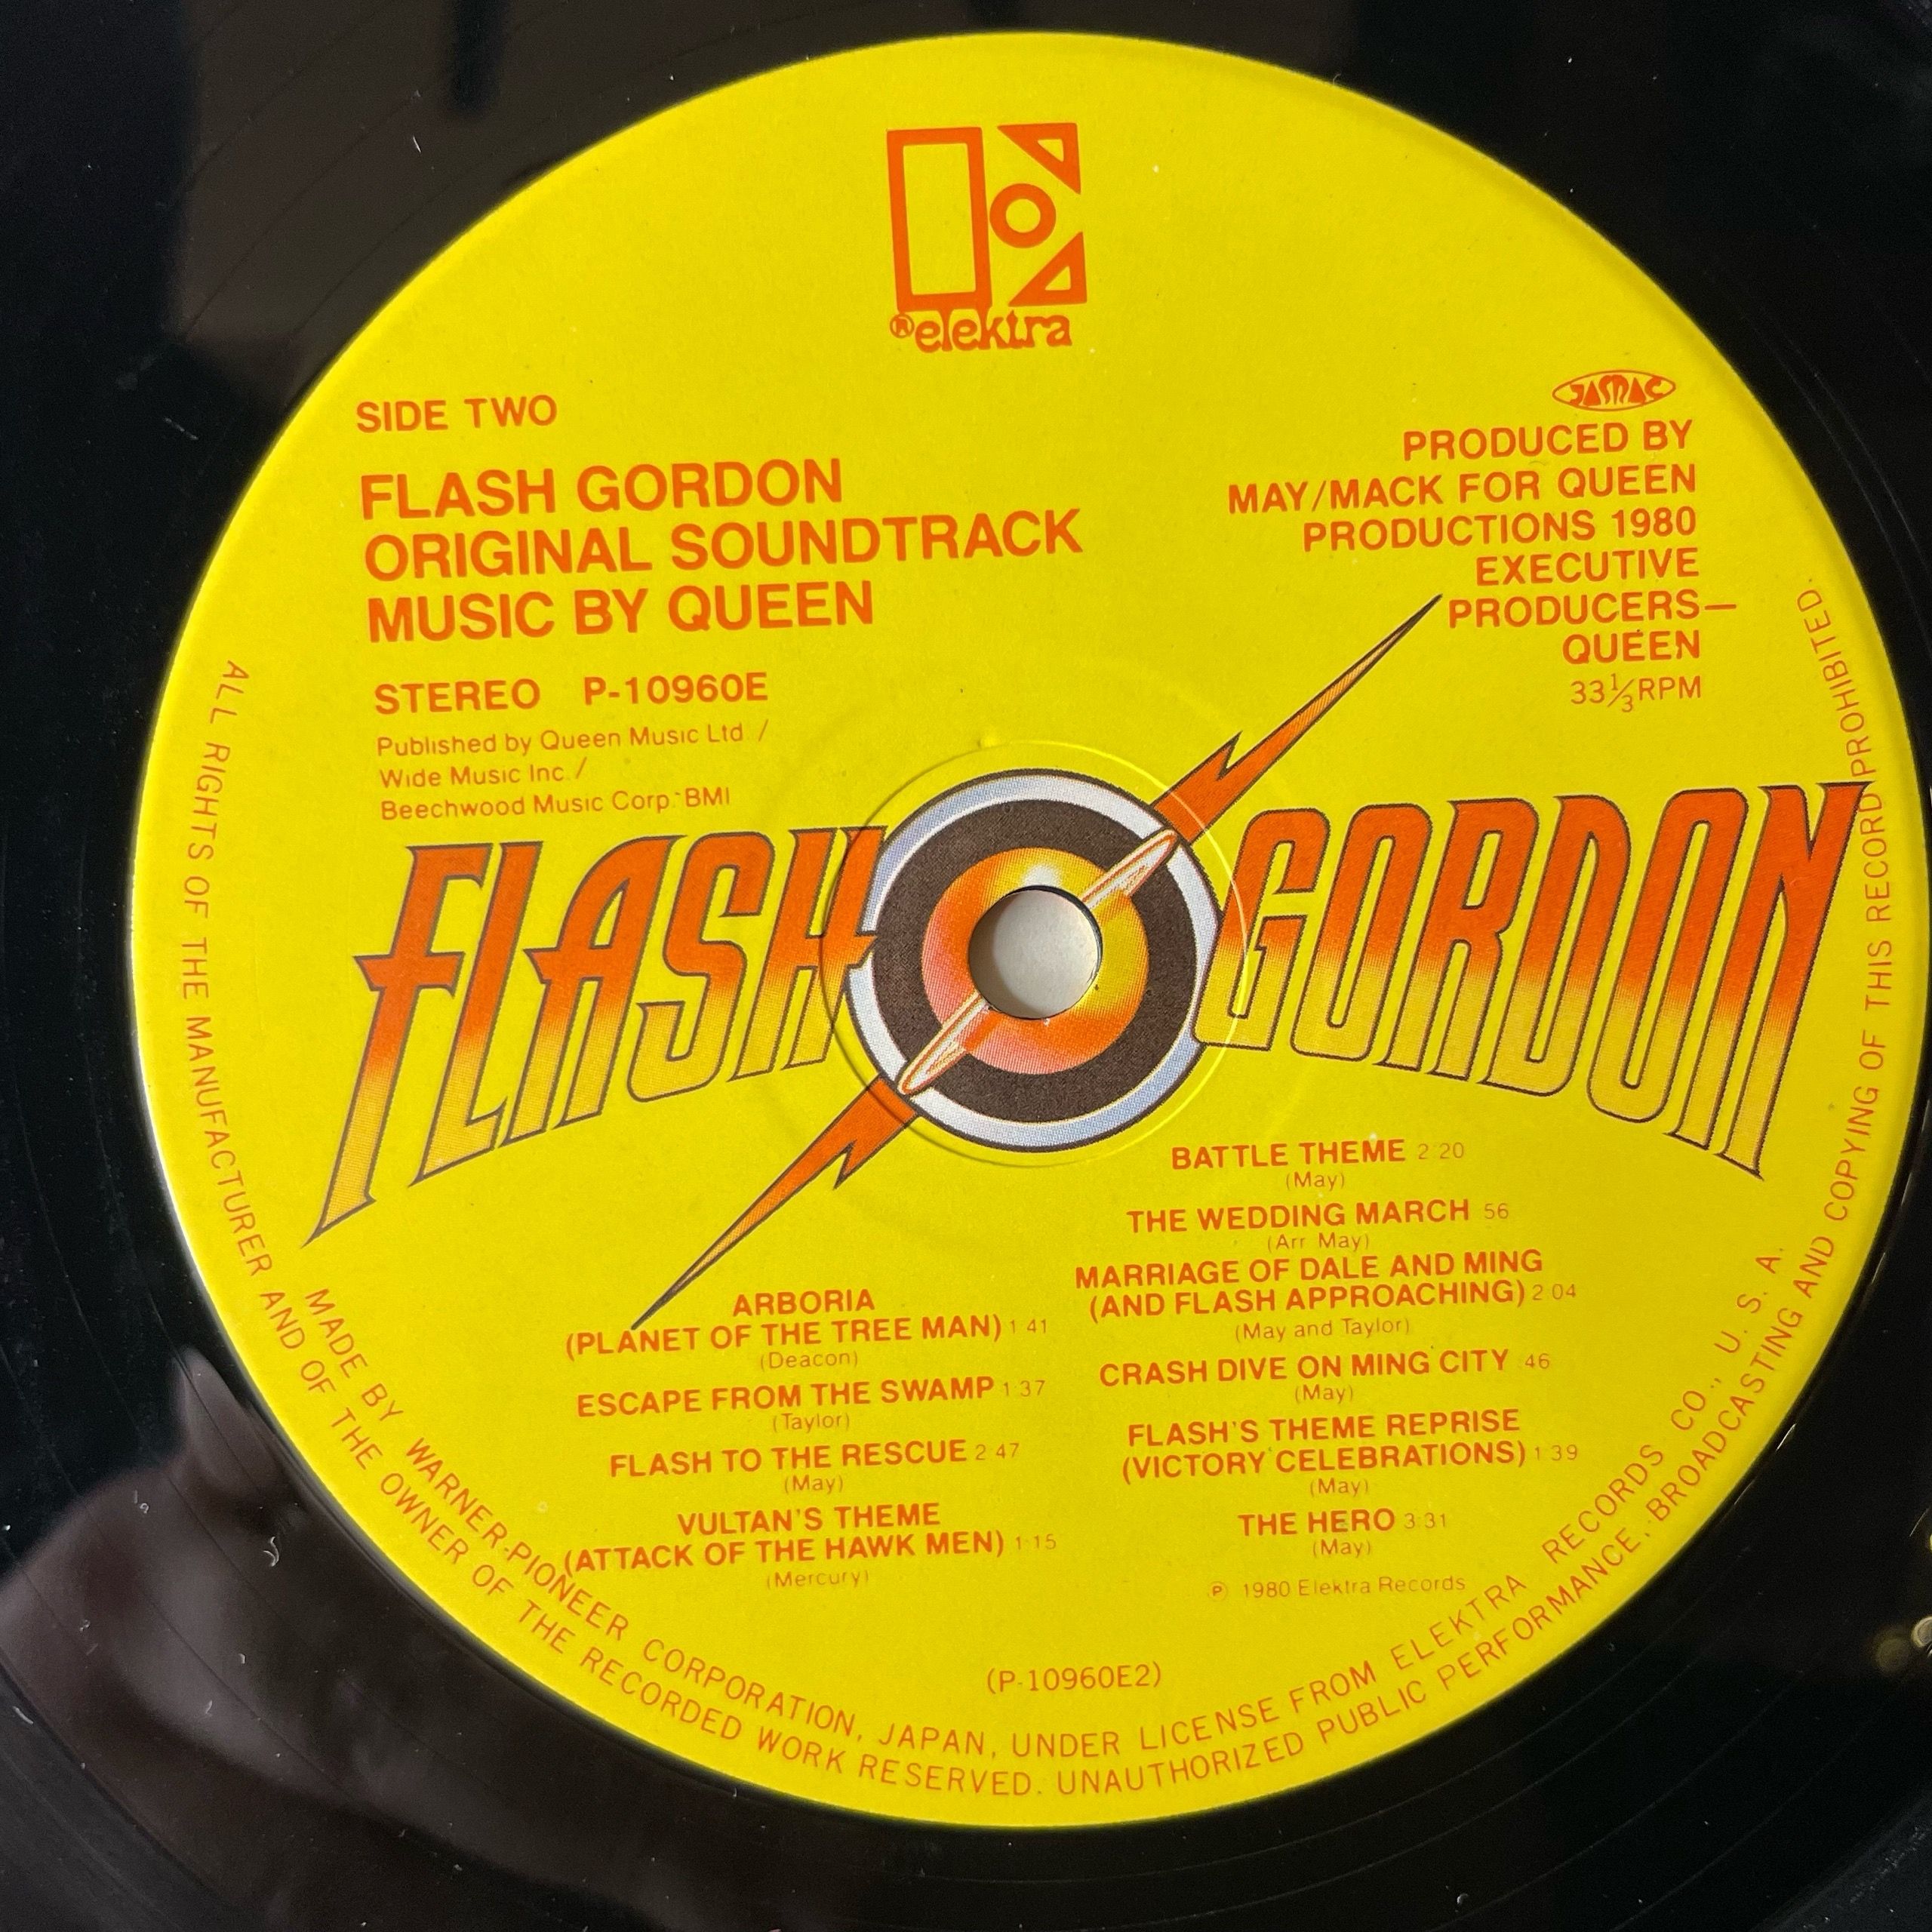 ®elektra
SIDE TWO
FLASH GORDON
ORIGINAL SOUNDTRACK
MUSIC BY QUEEN
STEREO P-10960E
Published by Queen Music Ltd /
Wide Music Inc. /
Beechwood Music Corp.-BMI
JASRAC
PRODUCED BY
MAY/MACK FOR QUEEN
PRODUCTIONS 1980
EXECUTIVE
PRODUCERS—
QUEEN
33⅓RPM
FLASH GORDON
ARBORIA
(PLANET OF THE TREE MAN) 1 41
(Deacon)
ESCAPE FROM THE SWAMP 1 37
(Taylor)
FLASH TO THE RESCUE 2 47
(May)
VULTAN'S THEME
(ATTACK OF THE HAWK MEN) 1:15
(Mercury)
BATTLE THEME 2 20
(May)
THE WEDDING MARCH 56
(Arr May)
MARRIAGE OF DALE AND MING
(AND FLASH APPROACHING) 2 04
(May and Taylor)
CRASH DIVE ON MING CITY 46
(May)
FLASH'S THEME REPRISE
(VICTORY CELEBRATIONS) 1 39
(May)
THE HERO 3 31
(May)
℗ 1980 Elektra Records
(P-10960E2)
MADE BY WARNER-PIONEER CORPORATION, JAPAN, UNDER LICENSE FROM ELEKTRA RECORDS CO., U. S. A.
ALL RIGHTS OF THE MANUFACTURER AND OF THE OWNER OF THE RECORDED WORK RESERVED. UNAUTHORIZED PUBLIC PERFORMANCE, BROADCASTING AND COPYING OF THIS RECORD PROHIBITED.